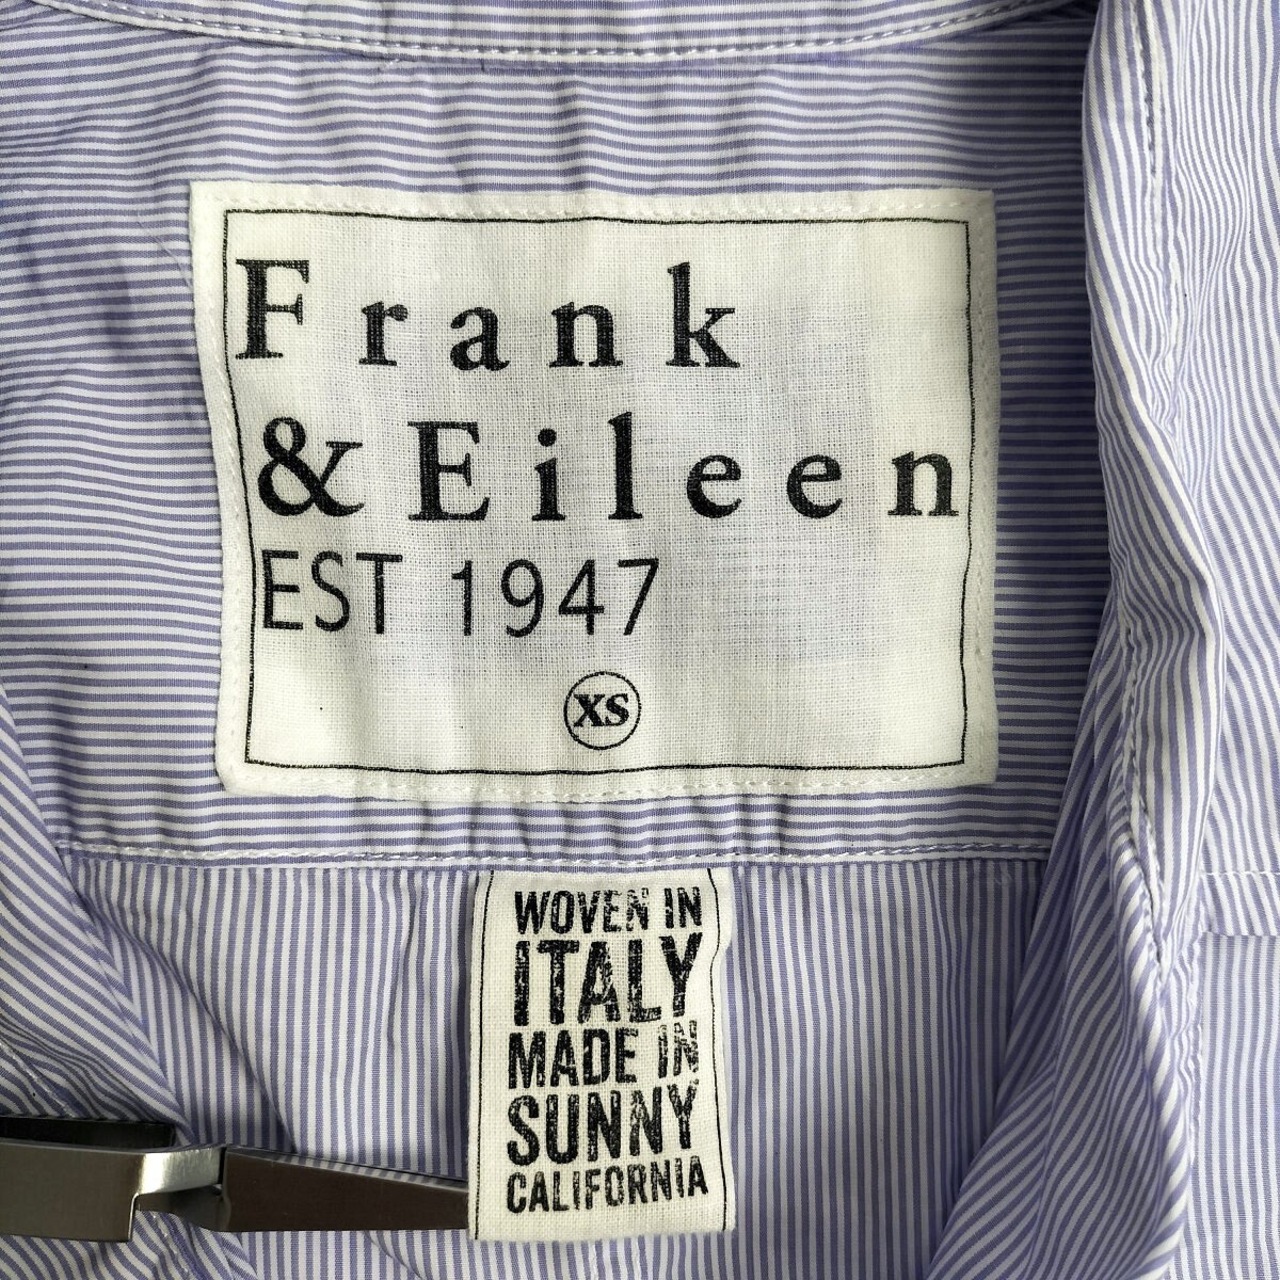 Frank
& Eileen
EST 1947
XS
WOVEN IN
ITALY
MADE IN
SUNNY
CALIFORNIA